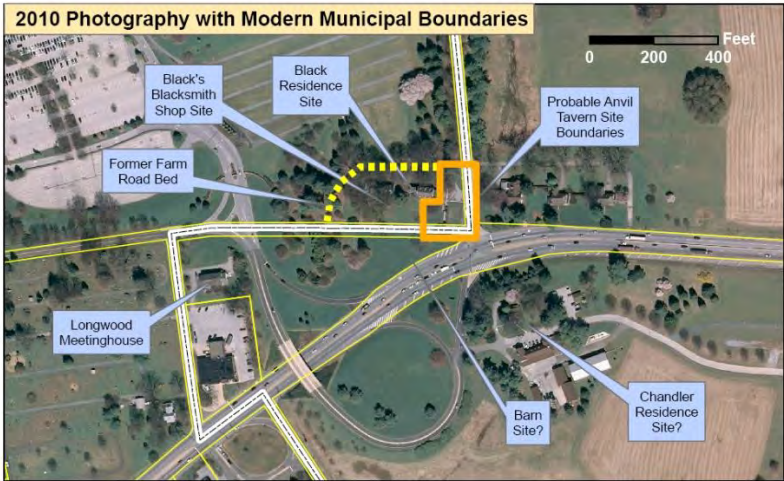 2010 Photography with Modern Municipal Boundaries
Feet
0 200 400
Black's
Blacksmith
Shop Site
Black
Residence
Site
Probable Anvil
Tavern Site
Boundaries
Former Farm
Road Bed
Longwood
Meetinghouse
Barn
Site?
Chandler
Residence
Site?